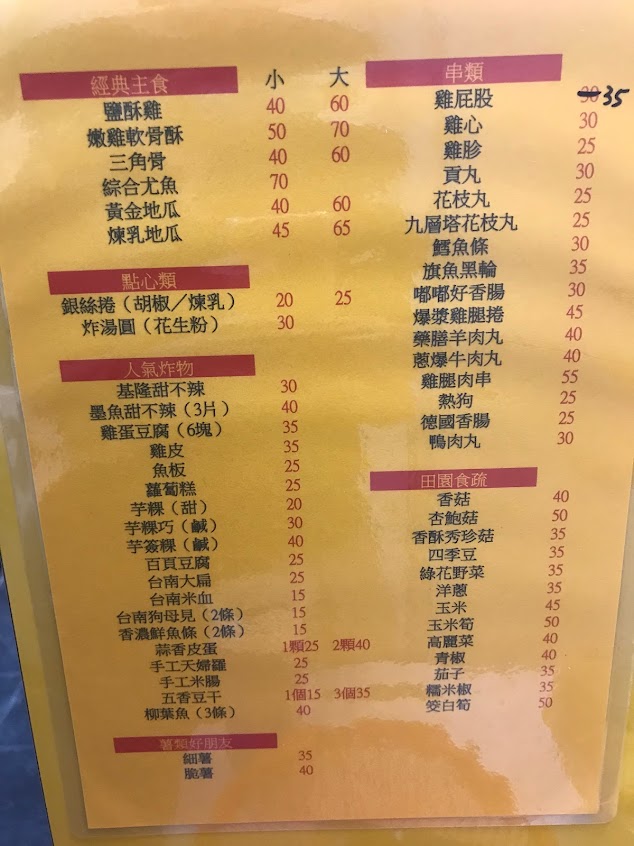 經典主食 小 大
鹽酥雞 40 60
嫩雞軟骨酥 50 70
三角骨 40 60
綜合尤魚 70
黃金地瓜 40 60
煉乳地瓜 45 65
點心類
銀絲捲（胡椒／煉乳） 20 25
炸湯圓（花生粉） 30
人氣炸物
基隆甜不辣 30
墨魚甜不辣（3片） 40
雞蛋豆腐（6塊） 35
雞皮 35
魚板 25
蘿蔔糕 25
芋粿（甜） 20
芋粿巧（鹹） 30
芋簽粿（鹹） 40
百頁豆腐 25
台南大扁 25
台南米血 15
台南狗母見（2條） 15
香濃鮮魚條（2條） 15
蒜香皮蛋 1顆25 2顆40
手工天婦羅 25
手工米腸 25
五香豆干 1個15 3個35
柳葉魚（3條） 40
薯類好朋友
細薯 35
脆薯 40
串類
雞屁股 30 35
雞心 30
雞胗 25
貢丸 30
花枝丸 25
九層塔花枝丸 25
鱈魚條 30
旗魚黑輪 35
嘟嘟好香腸 30
爆漿雞腿捲 45
藥膳羊肉丸 40
蔥爆牛肉丸 40
雞腿肉串 55
熱狗 25
德國香腸 25
鴨肉丸 30
田園食疏
香菇 40
杏鮑菇 50
香酥秀珍菇 35
四季豆 35
綠花野菜 35
洋蔥 35
玉米 45
玉米筍 50
高麗菜 40
青椒 40
茄子 35
糯米椒 35
筊白筍 50